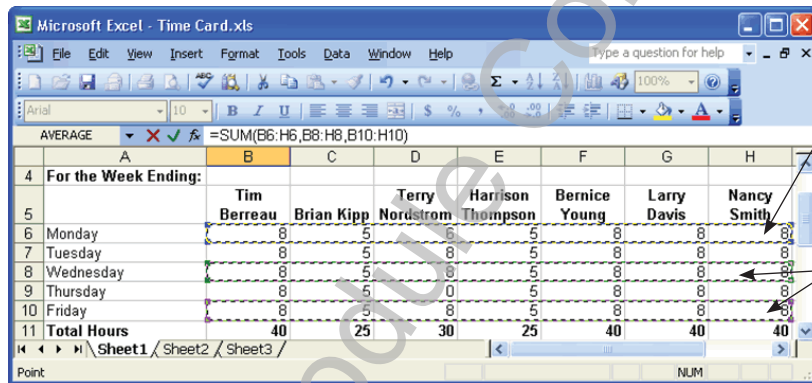 Microsoft Excel - Time Card.xls
File Edit View Insert Format Tools Data Window Help Type a question for help
100%
Arial 10 B I U $ % ,
AVERAGE =SUM(B6:H6,B8:H8,B10:H10)
A B C D E F G H
4 For the Week Ending:
Tim Terry Harrison Bernice Larry Nancy
5 Berreau Brian Kipp Nordstrom Thompson Young Davis Smith
6 Monday 8 5 6 5 8 8 8
7 Tuesday 8 5 8 5 8 8 8
8 Wednesday 8 5 8 5 8 8 8
9 Thursday 8 5 0 5 8 8 8
10 Friday 8 5 8 5 8 8 8
11 Total Hours 40 25 30 25 40 40 40
Sheet1 Sheet2 Sheet3
Point NUM
odule Co